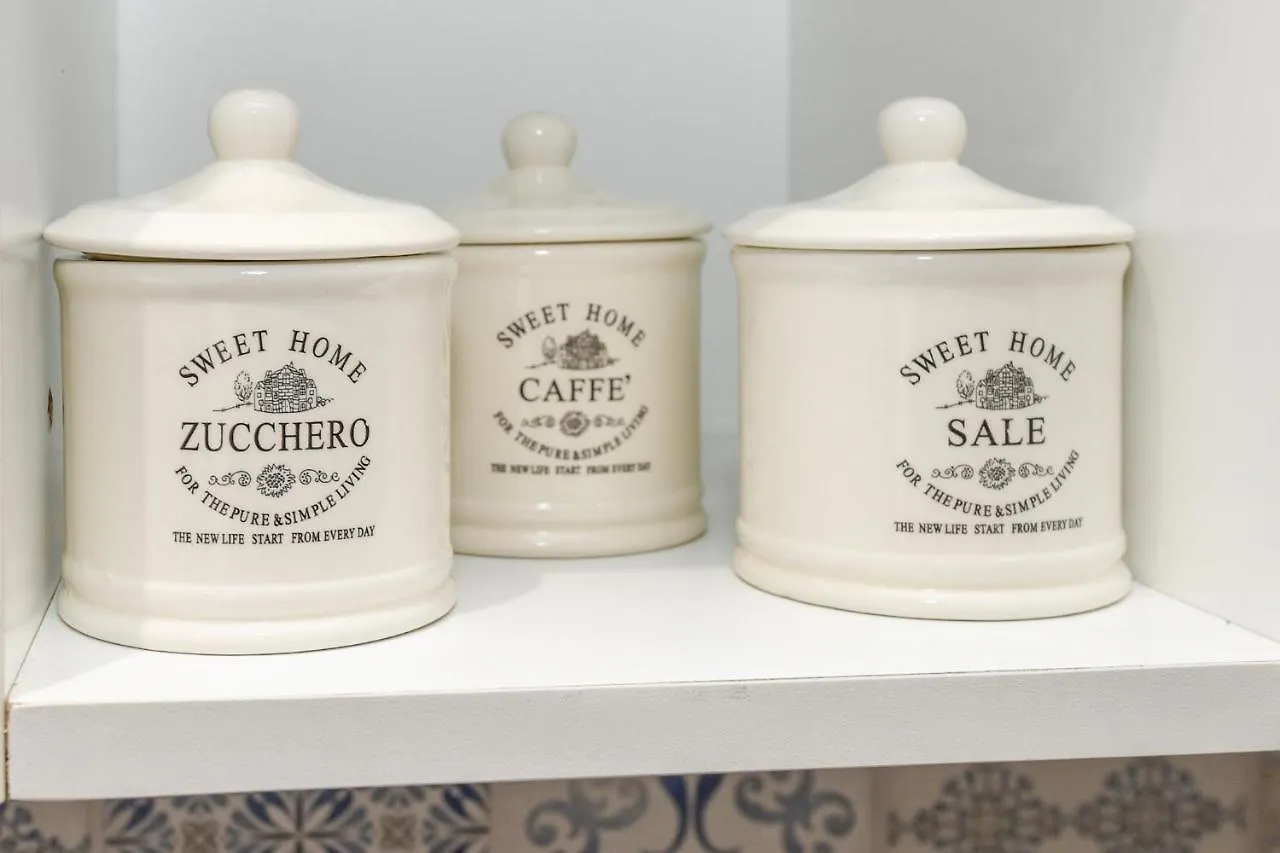 SWEET HOME
ZUCCHERO
FOR THE PURE & SIMPLE LIVING
THE NEW LIFE START FROM EVERY DAY
SWEET HOME
CAFFE'
FOR THE PURE & SIMPLE LIVING
THE NEW LIFE START FROM EVERY DAY
SWEET HOME
SALE
FOR THE PURE & SIMPLE LIVING
THE NEW LIFE START FROM EVERY DAY